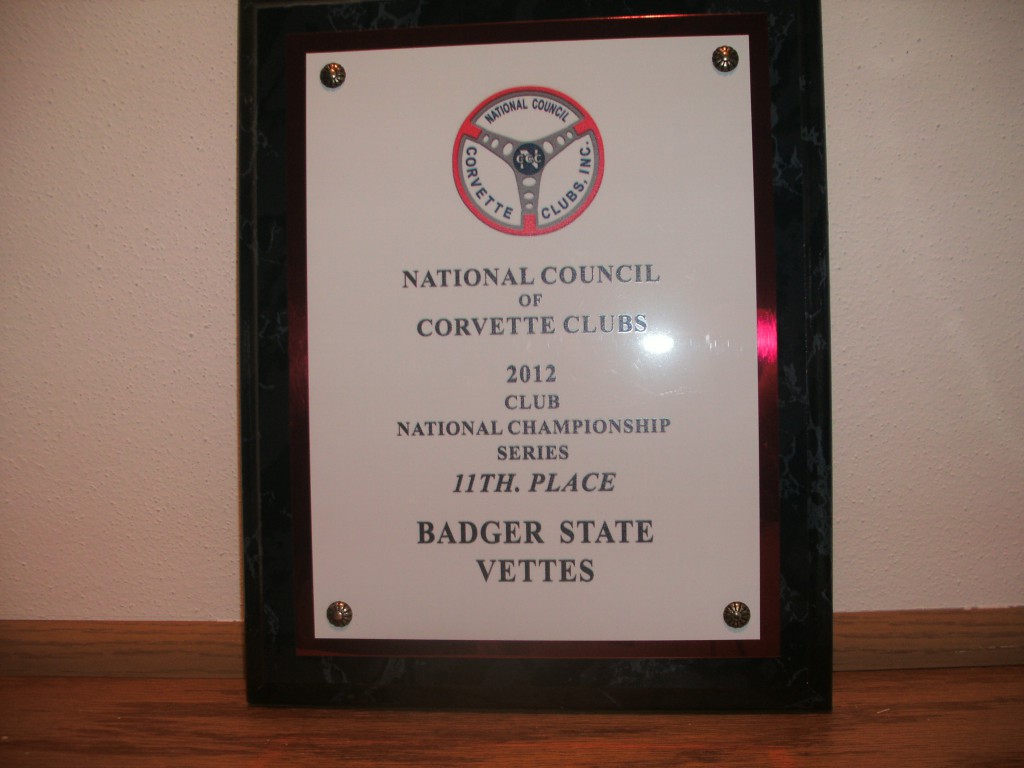 NATIONAL COUNCIL
CORVETTE CLUBS, INC.
NCCC
NATIONAL COUNCIL
OF
CORVETTE CLUBS
2012
CLUB
NATIONAL CHAMPIONSHIP
SERIES
11TH. PLACE
BADGER STATE
VETTES